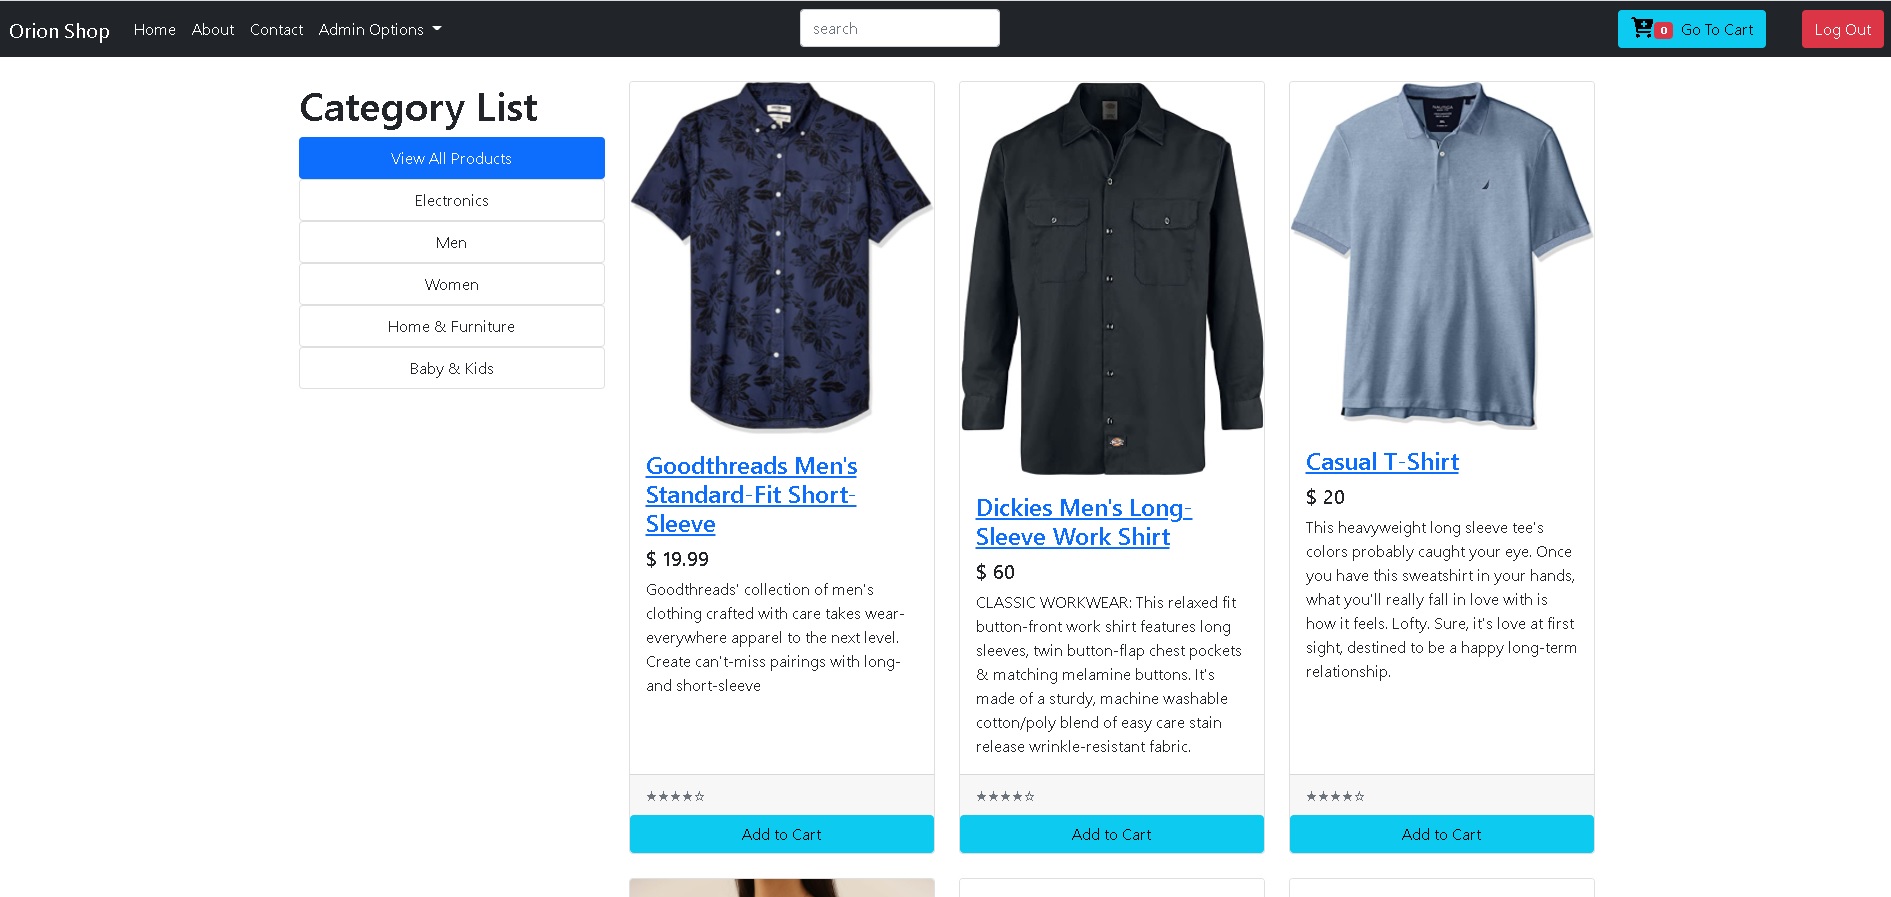 Orion Shop Home About Contact Admin Options search 0 Go To Cart Log Out
Category List
View All Products
Electronics
Men
Women
Home & Furniture
Baby & Kids
NAUTICA
Goodthreads Men's
Standard-Fit Short-
Sleeve
$ 19.99
Goodthreads' collection of men's
clothing crafted with care takes wear-
everywhere apparel to the next level.
Create can't-miss pairings with long-
and short-sleeve
★★★★☆
Add to Cart
Dickies Men's Long-
Sleeve Work Shirt
$ 60
CLASSIC WORKWEAR: This relaxed fit
button-front work shirt features long
sleeves, twin button-flap chest pockets
& matching melamine buttons. It's
made of a sturdy, machine washable
cotton/poly blend of easy care stain
release wrinkle-resistant fabric.
★★★★☆
Add to Cart
Casual T-Shirt
$ 20
This heavyweight long sleeve tee's
colors probably caught your eye. Once
you have this sweatshirt in your hands,
what you'll really fall in love with is
how it feels. Lofty. Sure, it's love at first
sight, destined to be a happy long-term
relationship.
★★★★☆
Add to Cart